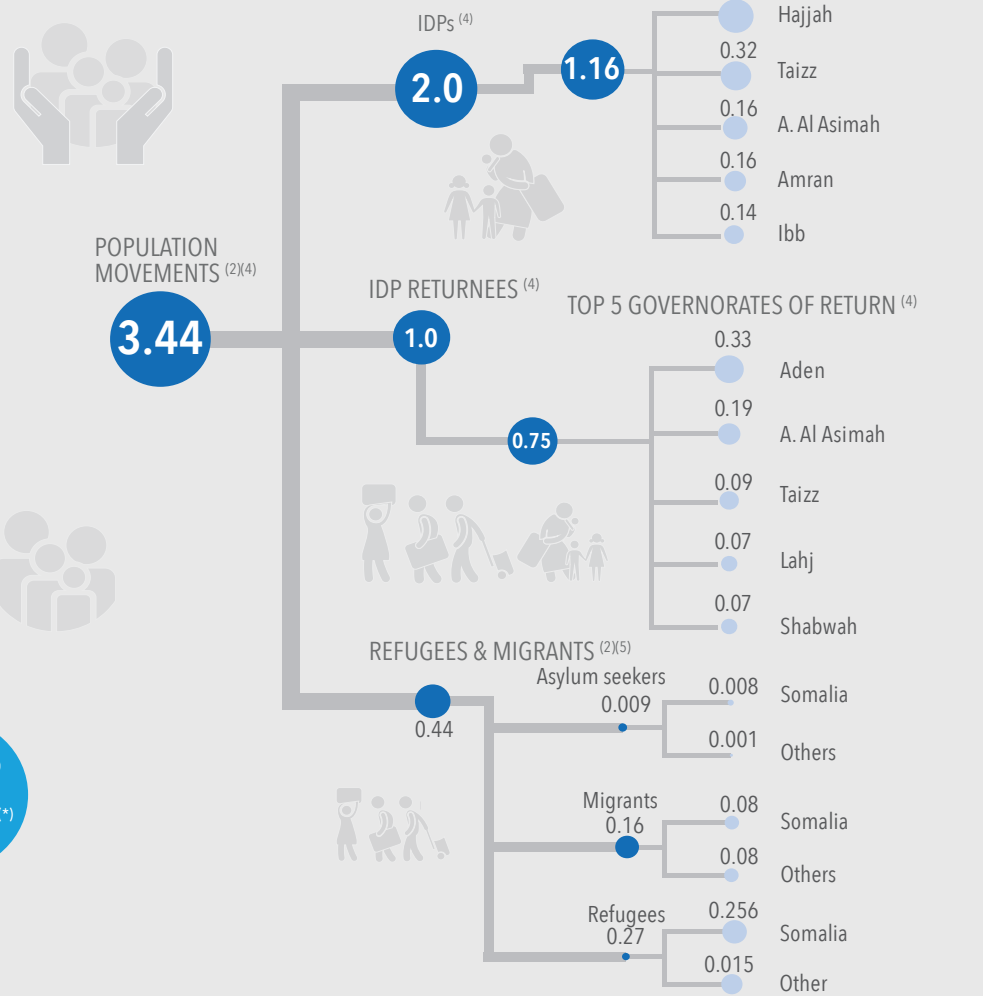 IDPs (4)
2.0
1.16
Hajjah
0.32
Taizz
0.16
A. Al Asimah
0.16
Amran
0.14
Ibb
POPULATION
MOVEMENTS (2)(4)
3.44
IDP RETURNEES (4)
1.0
TOP 5 GOVERNORATES OF RETURN (4)
0.75
0.33
Aden
0.19
A. Al Asimah
0.09
Taizz
0.07
Lahj
0.07
Shabwah
REFUGEES & MIGRANTS (2)(5)
0.44
Asylum seekers
0.009
0.008
Somalia
0.001
Others
Migrants
0.16
0.08
Somalia
0.08
Others
Refugees
0.27
0.256
Somalia
0.015
Other
(*)